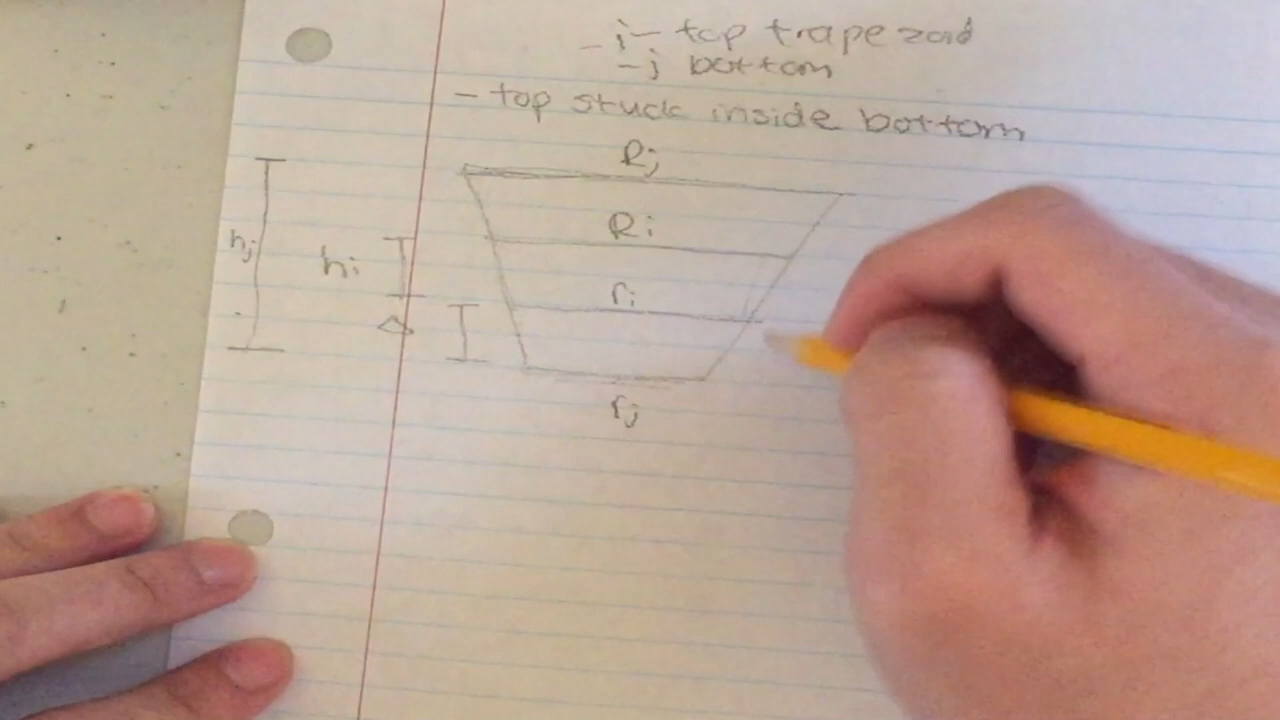 - i- top trapezoid
- j bottom
- top stuck inside bottom
Rj
hj
Ri
hi
ri
Δ
rj